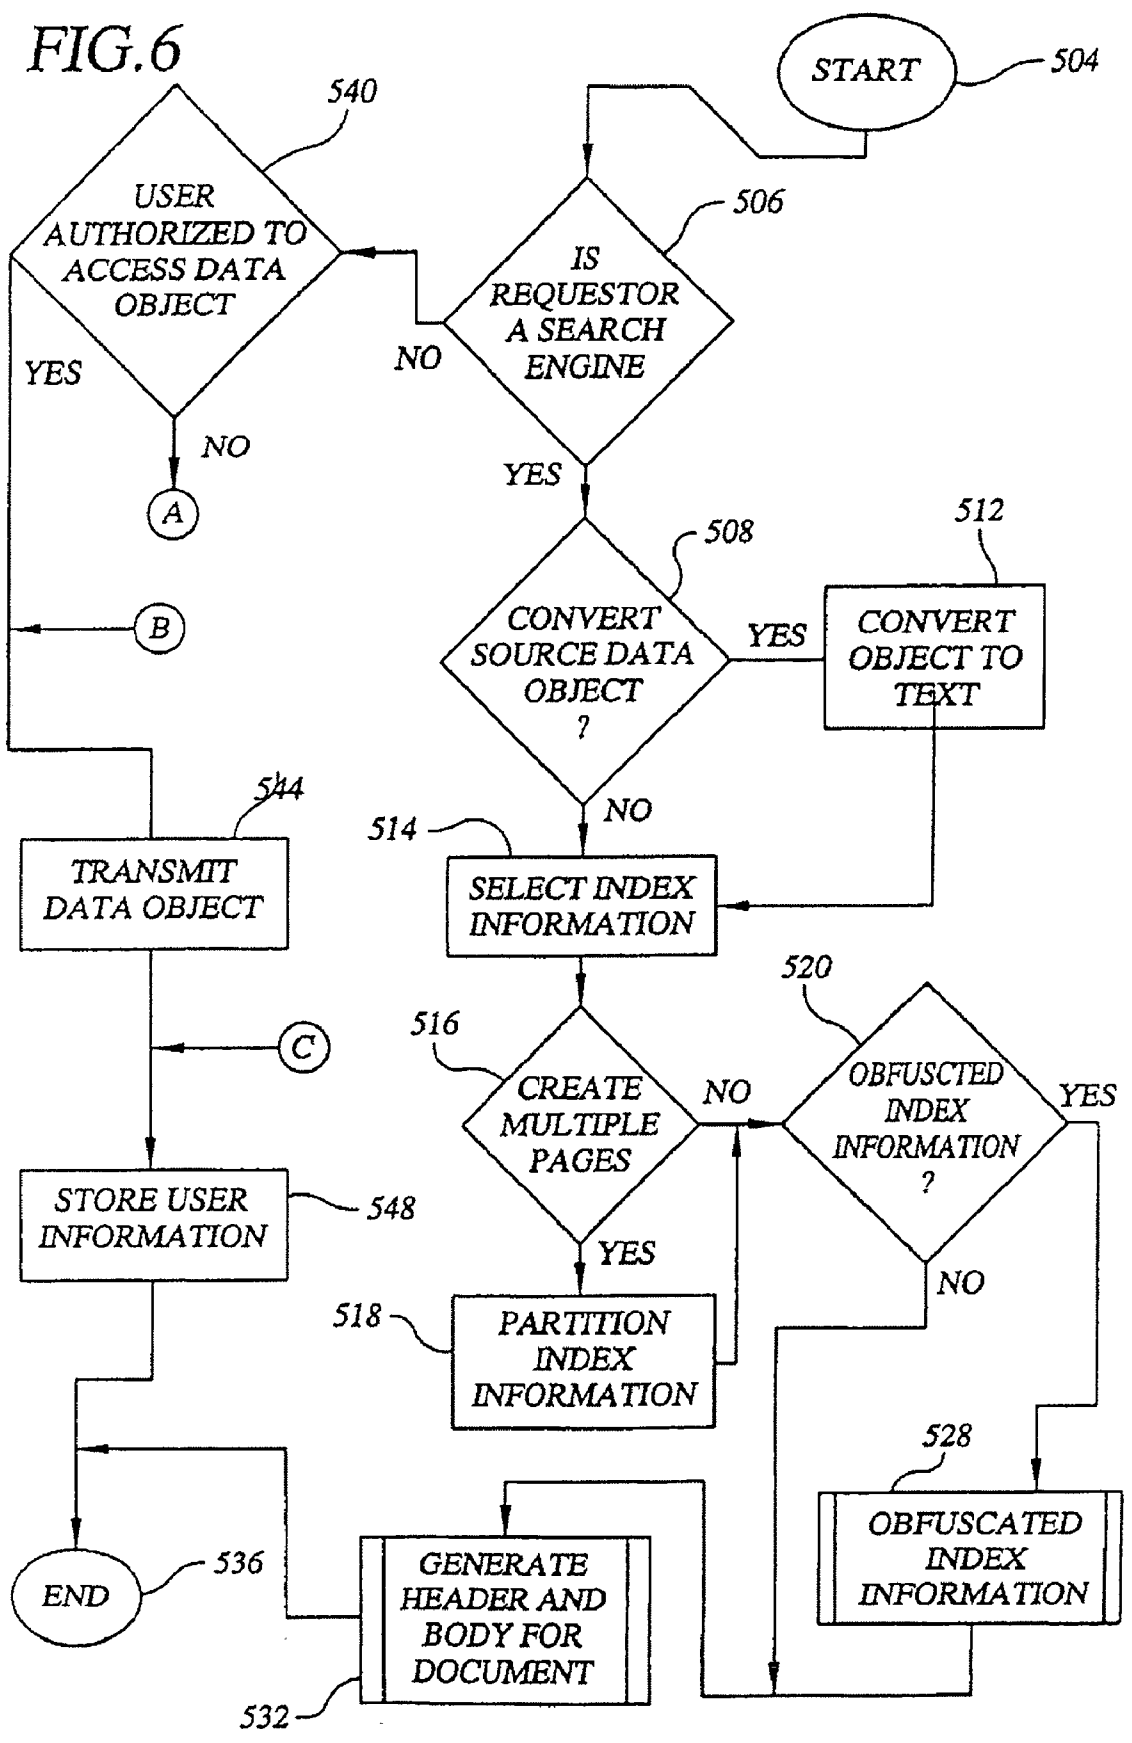 FIG.6
START
504
540
USER
AUTHORIZED TO
ACCESS DATA
OBJECT
506
IS
REQUESTOR
A SEARCH
ENGINE
YES
NO
NO
A
YES
508
512
CONVERT
SOURCE DATA
OBJECT
?
YES
CONVERT
OBJECT TO
TEXT
B
NO
544
TRANSMIT
DATA OBJECT
514
SELECT INDEX
INFORMATION
C
516
CREATE
MULTIPLE
PAGES
NO
520
OBFUSCTED
INDEX
INFORMATION
?
YES
STORE USER
INFORMATION
548
YES
NO
518
PARTITION
INDEX
INFORMATION
528
OBFUSCATED
INDEX
INFORMATION
END
536
GENERATE
HEADER AND
BODY FOR
DOCUMENT
532